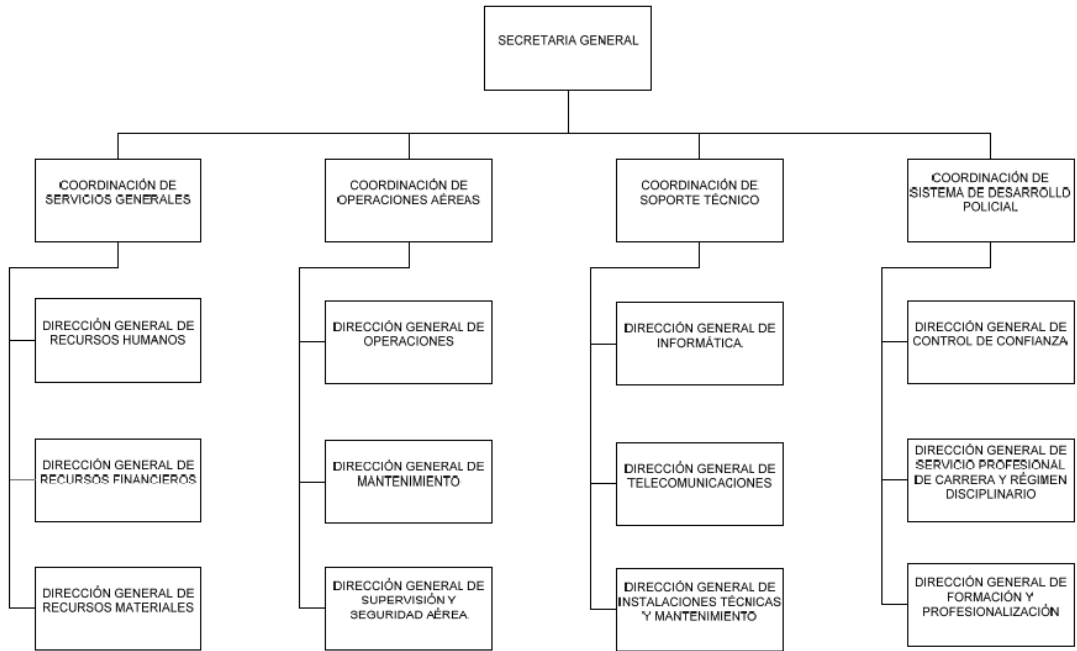 SECRETARIA GENERAL
COORDINACIÓN DE
SERVICIOS GENERALES
COORDINACIÓN DE
OPERACIONES AÉREAS
COORDINACIÓN DE
SOPORTE TÉCNICO
COORDINACIÓN DE
SISTEMA DE DESARROLLO
POLICIAL
DIRECCIÓN GENERAL DE
RECURSOS HUMANOS
DIRECCIÓN GENERAL DE
OPERACIONES
DIRECCIÓN GENERAL DE
INFORMÁTICA.
DIRECCIÓN GENERAL DE
CONTROL DE CONFIANZA
DIRECCIÓN GENERAL DE
RECURSOS FINANCIEROS
DIRECCIÓN GENERAL DE
MANTENIMIENTO
DIRECCIÓN GENERAL DE
TELECOMUNICACIONES
DIRECCIÓN GENERAL DE
SERVICIO PROFESIONAL
DE CARRERA Y RÉGIMEN
DISCIPLINARIO
DIRECCIÓN GENERAL DE
RECURSOS MATERIALES
DIRECCIÓN GENERAL DE
SUPERVISIÓN Y
SEGURIDAD AÉREA.
DIRECCIÓN GENERAL DE
INSTALACIONES TÉCNICAS
Y MANTENIMIENTO
DIRECCIÓN GENERAL DE
FORMACIÓN Y
PROFESIONALIZACIÓN